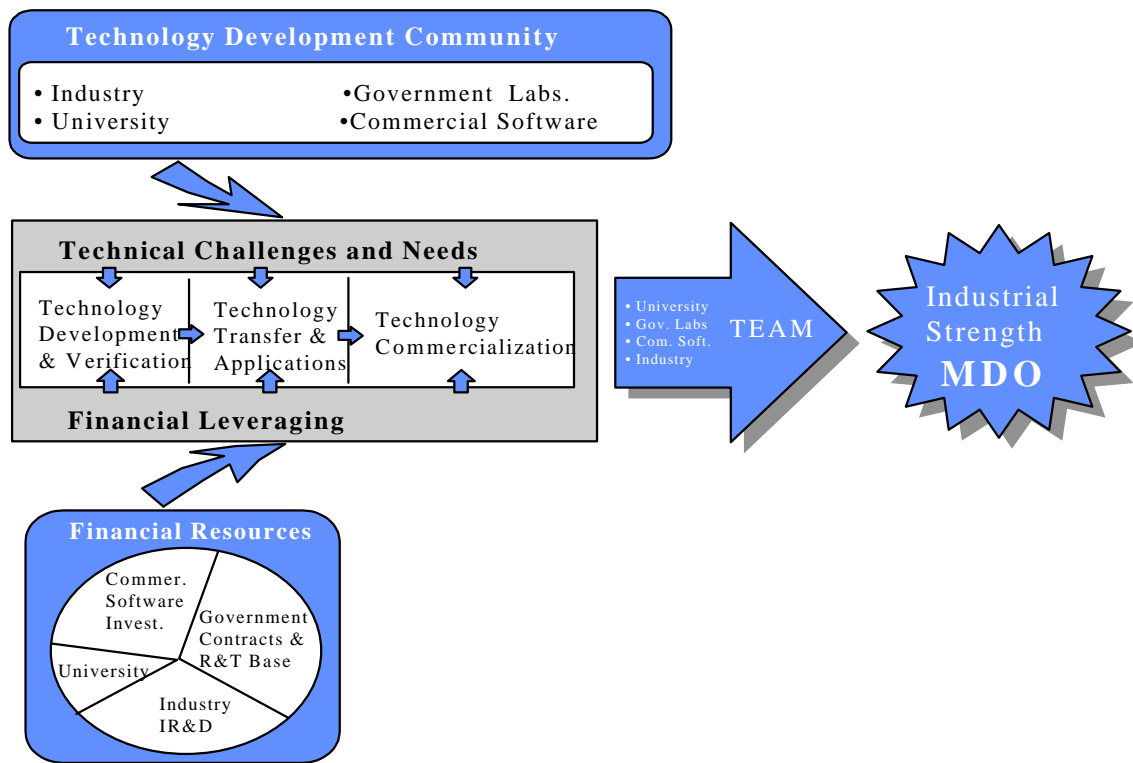 Technology Development Community
• Industry
• University
•Government Labs.
•Commercial Software
Technical Challenges and Needs
Technology
Development
& Verification
Technology
Transfer &
Applications
Technology
Commercialization
Financial Leveraging
• University
• Gov. Labs
• Com. Soft.
• Industry
TEAM
Industrial
Strength
MDO
Financial Resources
Commer.
Software
Invest.
Government
Contracts &
R&T Base
University
Industry
IR&D